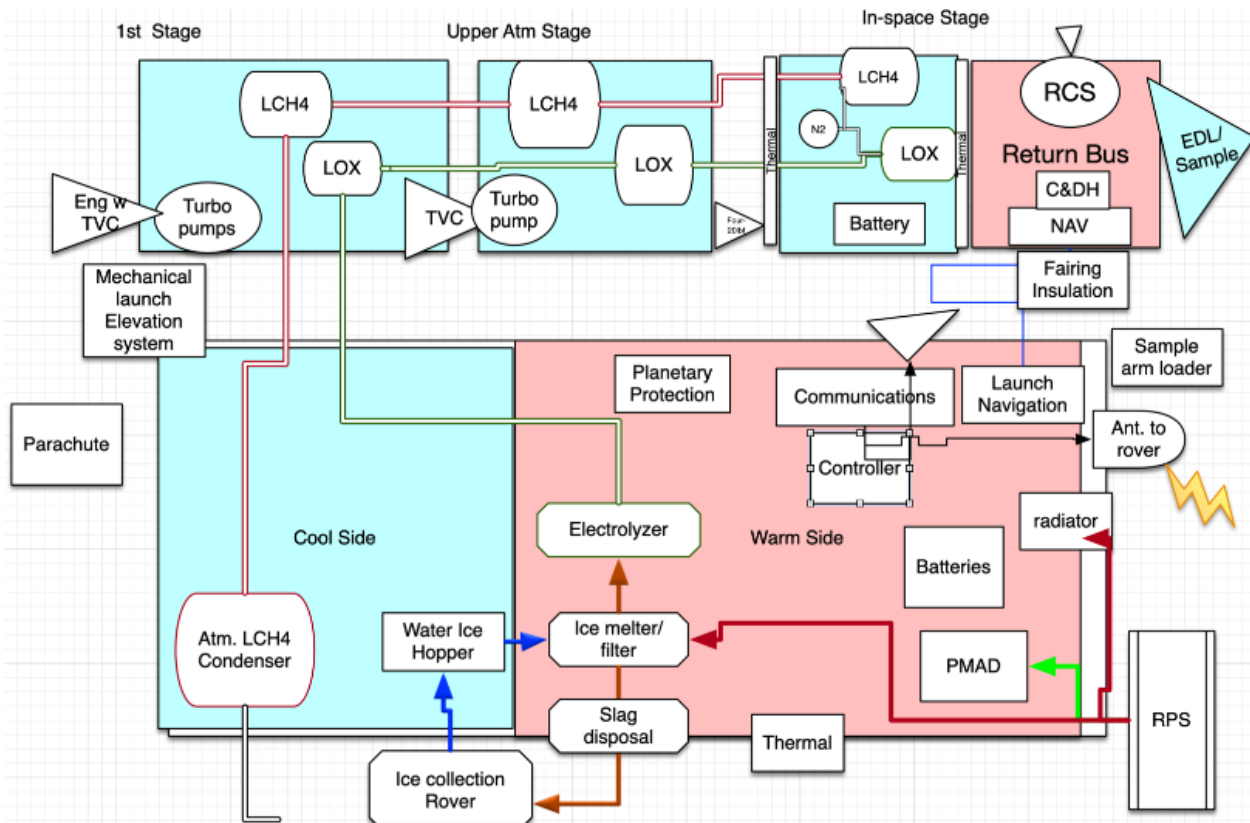 1st Stage
Upper Atm Stage
In-space Stage
LCH4
LOX
Eng w
TVC
Turbo
pumps
LCH4
LOX
TVC
Turbo
pump
Thermal
LCH4
N2
LOX
Battery
Thermal
RCS
Return Bus
C&DH
NAV
EDL/
Sample
Mechanical
launch
Elevation
system
Fairing
Insulation
Parachute
Planetary
Protection
Communications
Launch
Navigation
Sample
arm loader
Controller
Ant. to
rover
Cool Side
Electrolyzer
Warm Side
radiator
Batteries
Atm. LCH4
Condenser
Water Ice
Hopper
Ice melter/
filter
PMAD
RPS
Slag
disposal
Thermal
Ice collection
Rover